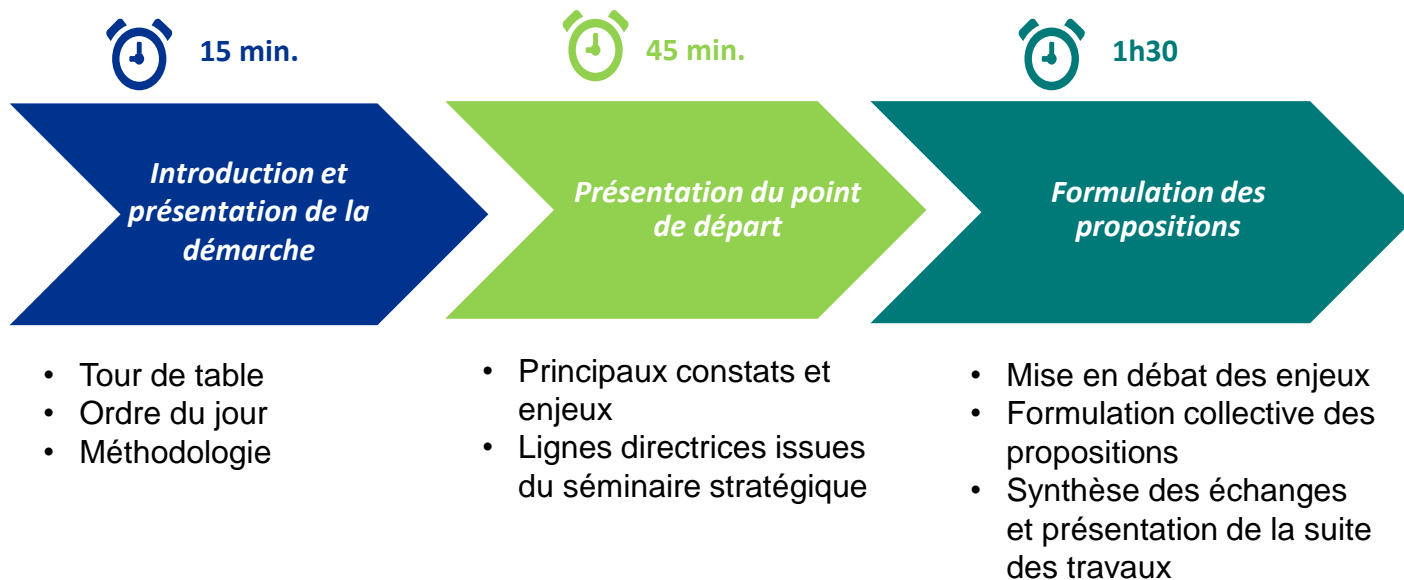 15 min.
Introduction et
présentation de la
démarche
• Tour de table
• Ordre du jour
• Méthodologie
45 min.
Présentation du point
de départ
• Principaux constats et
enjeux
• Lignes directrices issues
du séminaire stratégique
1h30
Formulation des
propositions
• Mise en débat des enjeux
• Formulation collective des
propositions
• Synthèse des échanges
et présentation de la suite
des travaux